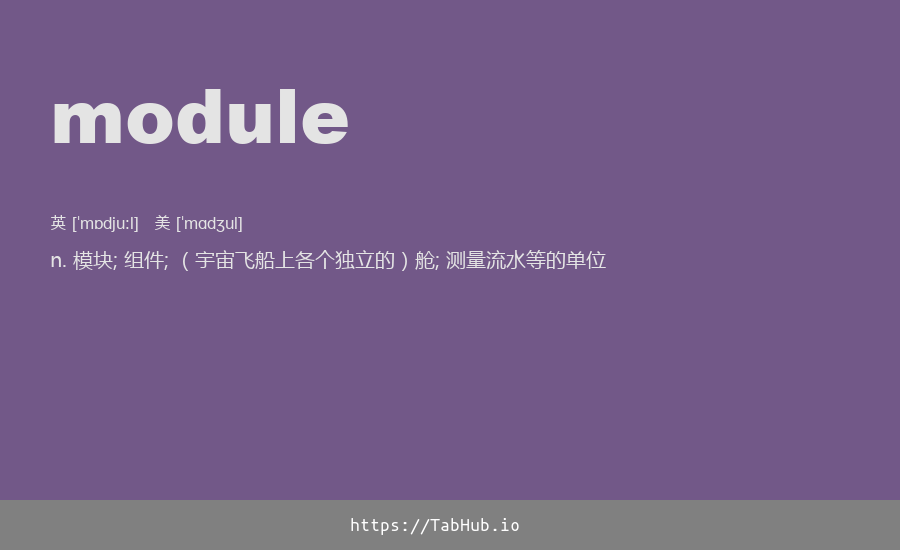 module
英 [ˈmɒdjuːl] 美 [ˈmɑdʒul]
n. 模块; 组件; （宇宙飞船上各个独立的）舱; 测量流水等的单位
https://TabHub.io